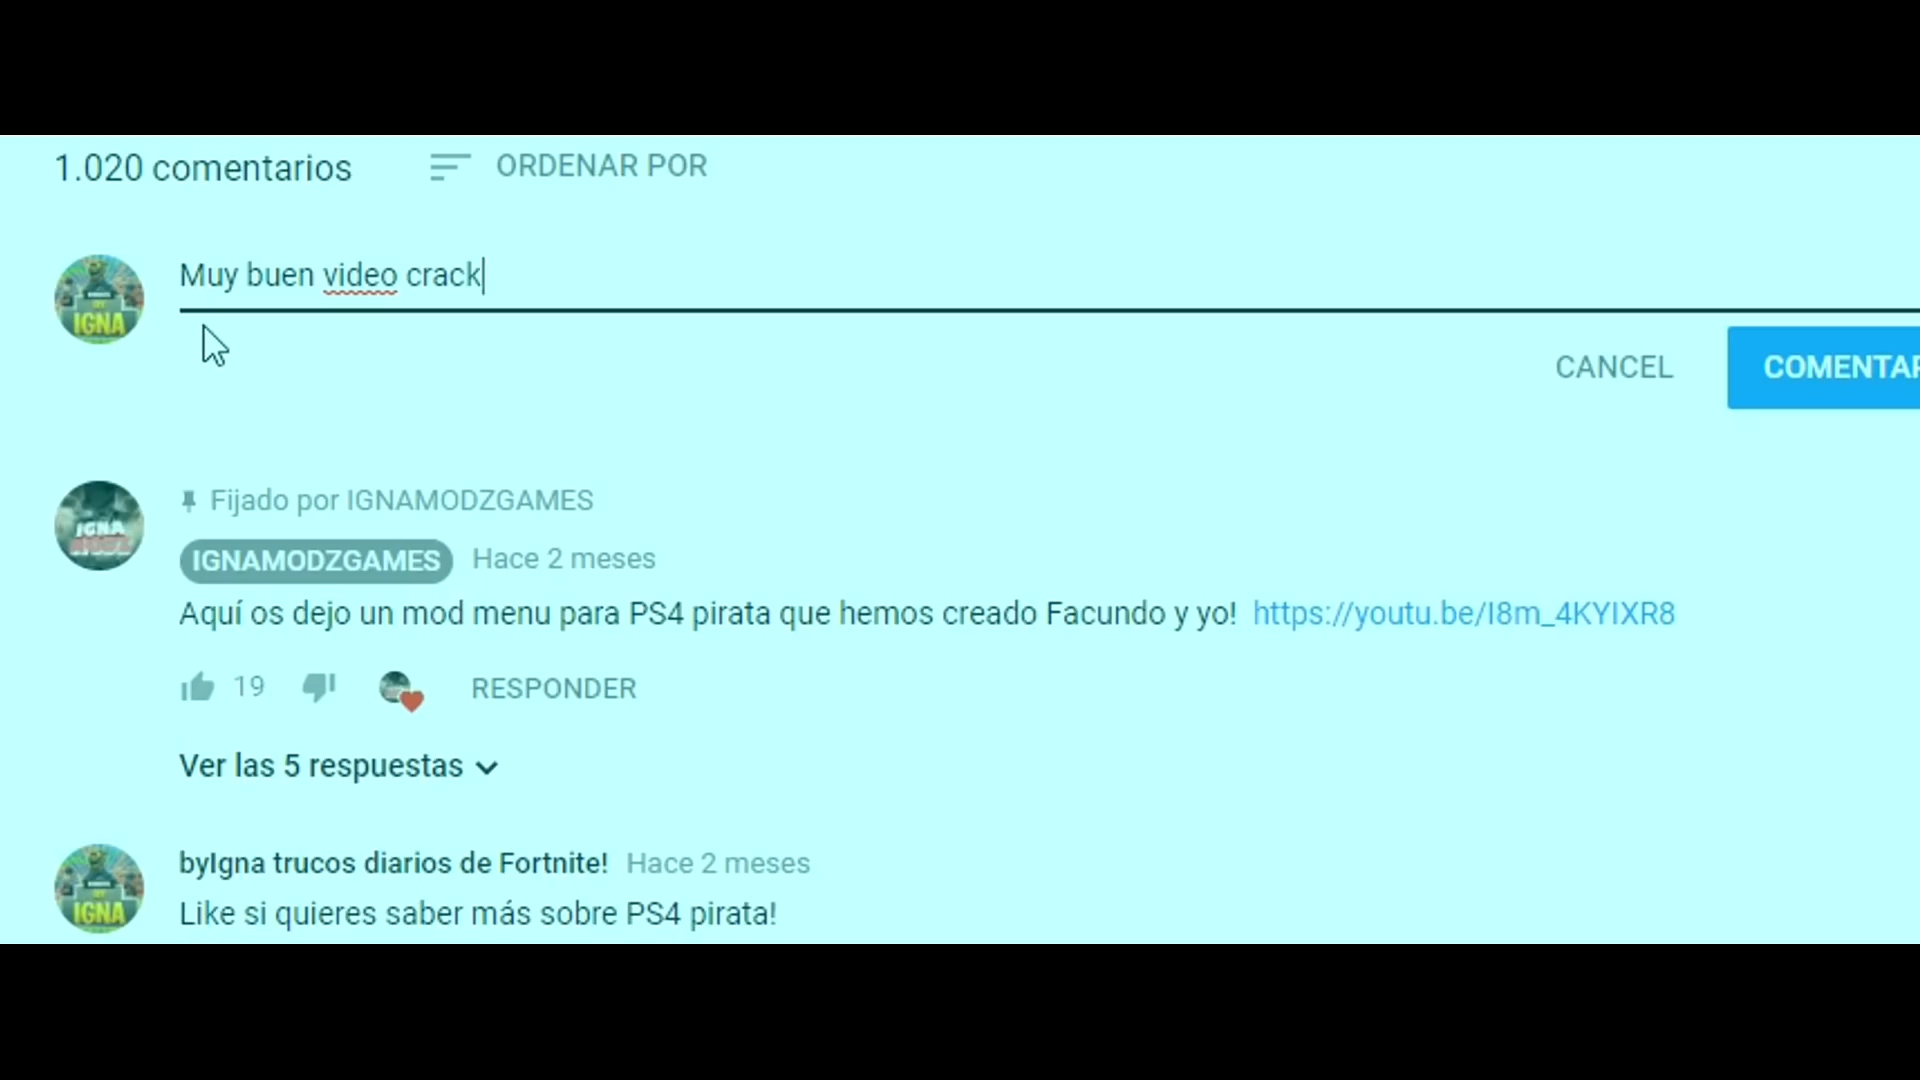 1.020 comentarios
ORDENAR POR
IGNA
Muy buen video crack
CANCEL
COMENTAR
IGNA
Fijado por IGNAMODZGAMES
IGNAMODZGAMES Hace 2 meses
Aquí os dejo un mod menu para PS4 pirata que hemos creado Facundo y yo! https://youtu.be/I8m_4KYIXR8
19
RESPONDER
Ver las 5 respuestas
IGNA
byIgna trucos diarios de Fortnite! Hace 2 meses
Like si quieres saber más sobre PS4 pirata!